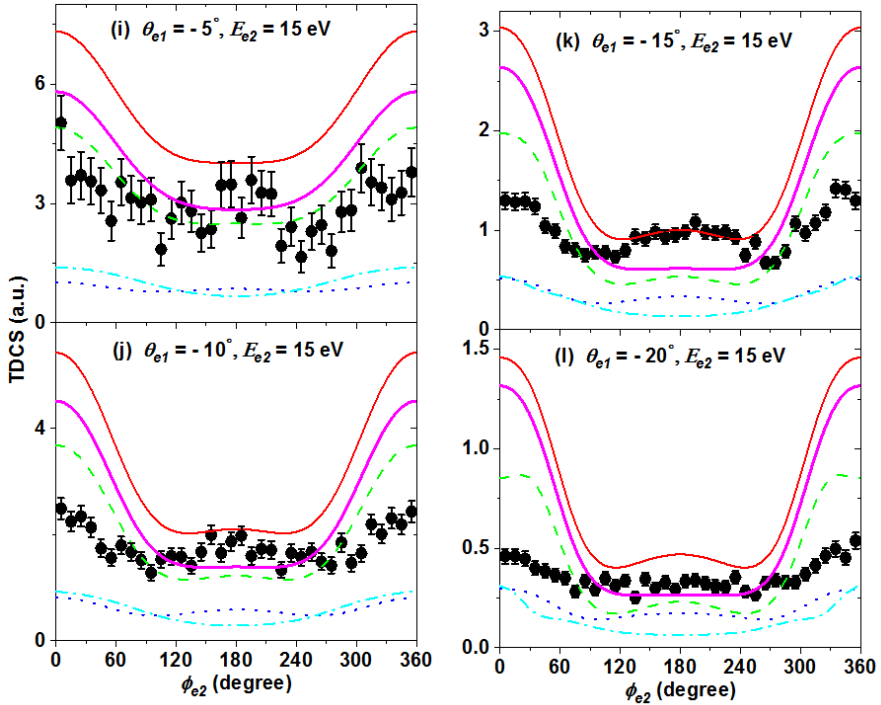 (i) θe1 = - 5°, Ee2 = 15 eV
6
3
0
(k) θe1 = - 15°, Ee2 = 15 eV
3
2
1
0
TDCS (a.u.)
(j) θe1 = - 10°, Ee2 = 15 eV
4
0
0 60 120 180 240 300 360
ϕe2 (degree)
(l) θe1 = - 20°, Ee2 = 15 eV
1.5
1.0
0.5
0.0
0 60 120 180 240 300 360
ϕe2 (degree)